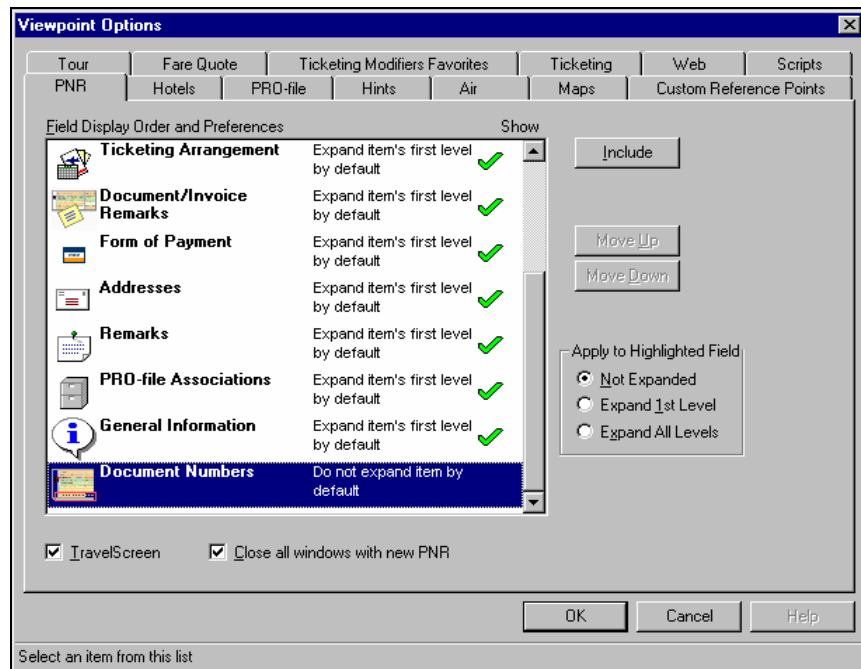 Viewpoint Options
Tour Fare Quote Ticketing Modifiers Favorites Ticketing Web Scripts
PNR Hotels PRO-file Hints Air Maps Custom Reference Points
Field Display Order and Preferences Show
Ticketing Arrangement Expand item's first level
by default
Include
Document/Invoice Expand item's first level
Remarks by default
Form of Payment Expand item's first level
by default
Move Up
Move Down
Addresses Expand item's first level
by default
Remarks Expand item's first level
by default
Apply to Highlighted Field
PRO-file Associations Expand item's first level
by default
Not Expanded
Expand 1st Level
Expand All Levels
General Information Expand item's first level
by default
Document Numbers Do not expand item by
default
TravelScreen Close all windows with new PNR
OK Cancel Help
Select an item from this list